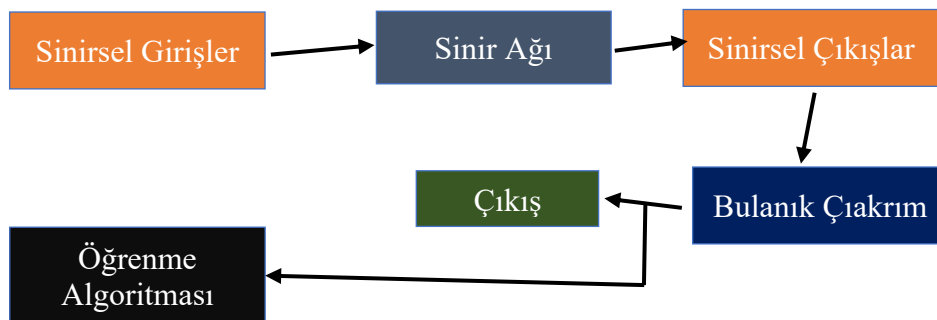 Sinirsel Girişler
Sinir Ağı
Sinirsel Çıkışlar
Çıkış
Bulanık Çıakrım
Öğrenme
Algoritması